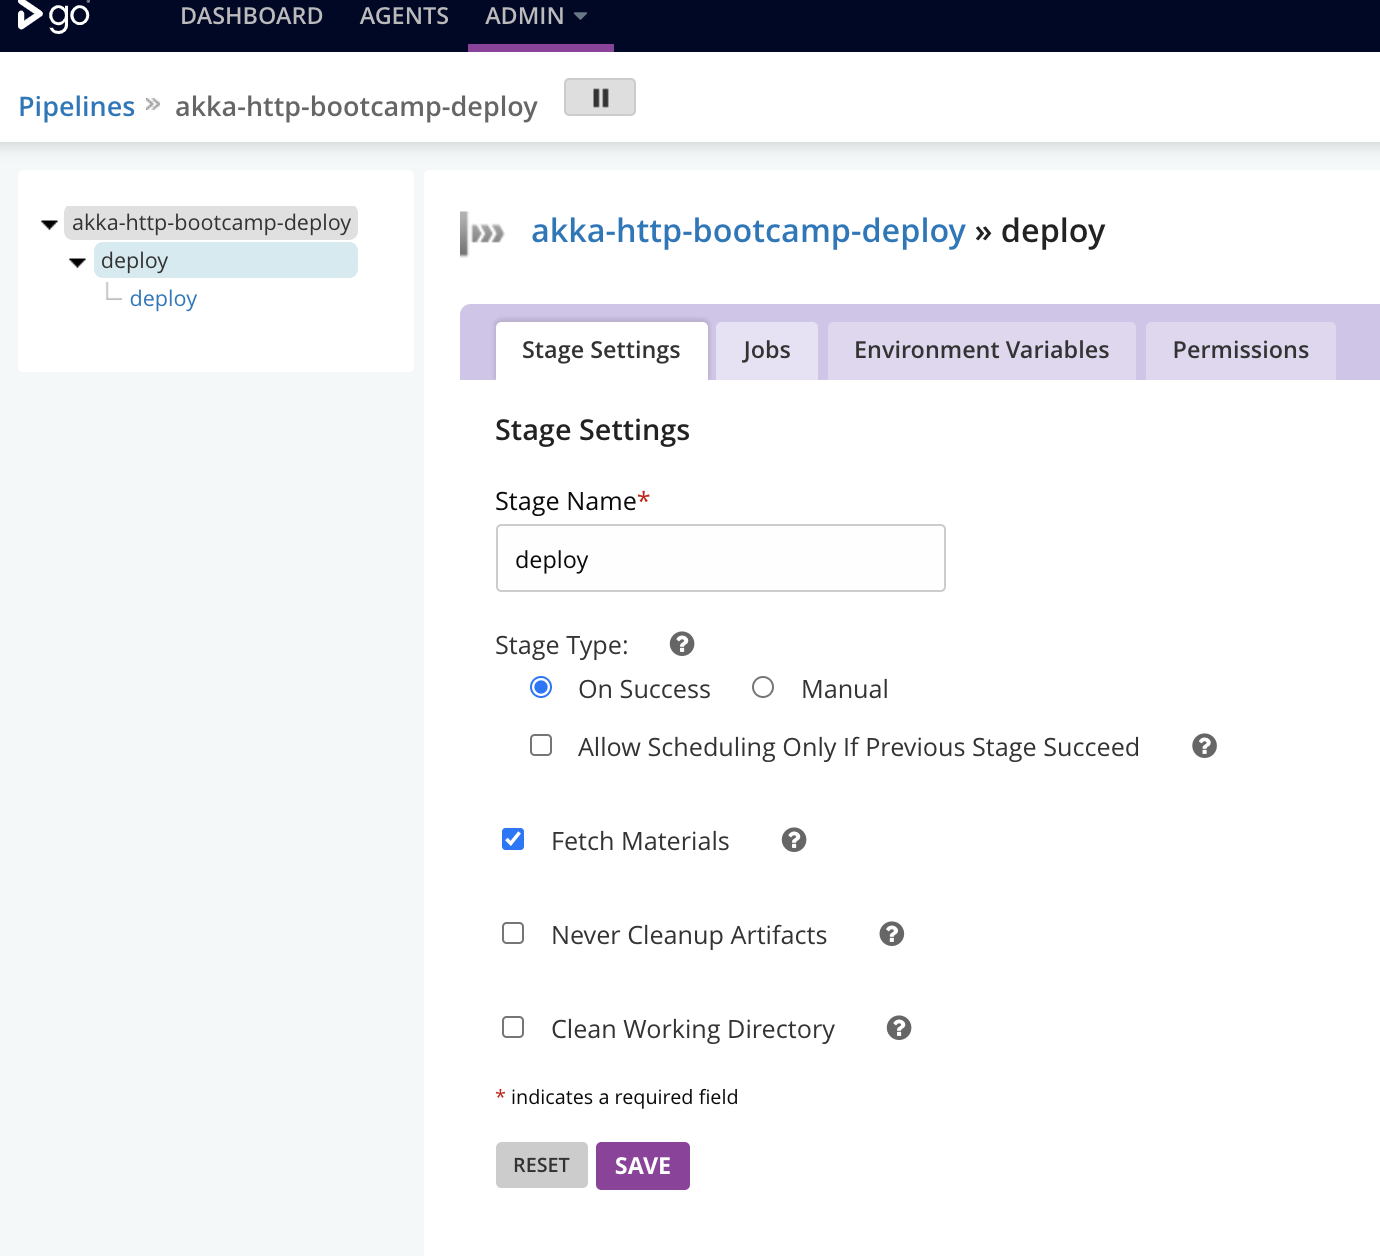 go DASHBOARD AGENTS ADMIN
Pipelines » akka-http-bootcamp-deploy
akka-http-bootcamp-deploy
deploy
deploy
akka-http-bootcamp-deploy » deploy
Stage Settings Jobs Environment Variables Permissions
Stage Settings
Stage Name*
deploy
Stage Type: ?
On Success Manual
Allow Scheduling Only If Previous Stage Succeed ?
Fetch Materials ?
Never Cleanup Artifacts ?
Clean Working Directory ?
* indicates a required field
RESET SAVE